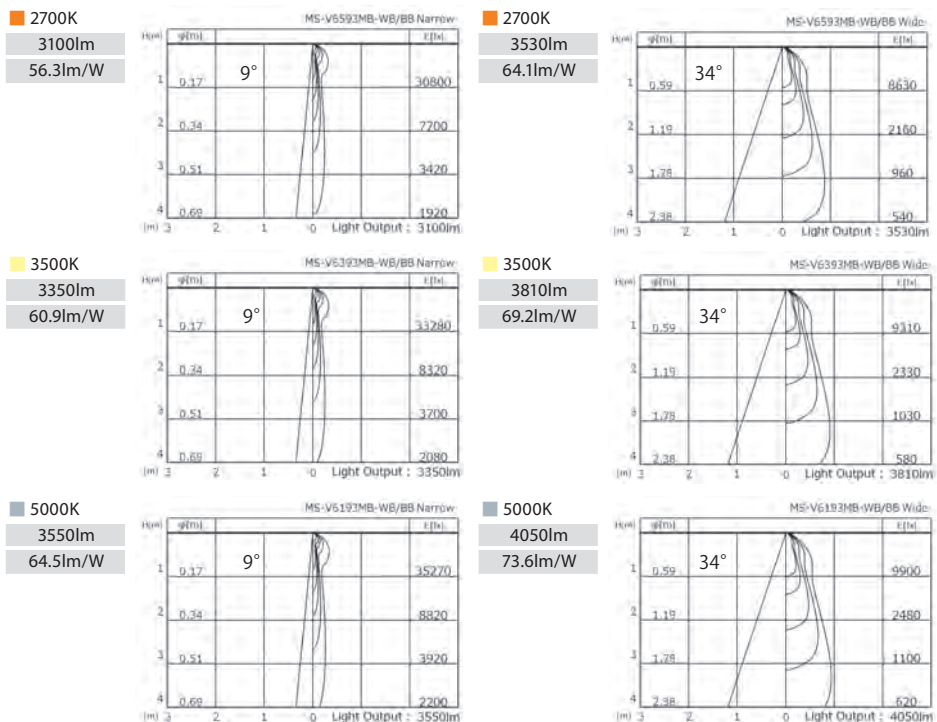 2700K
3100lm
56.3lm/W
MS-V6593MB-WB/BB Narrow
H(m) φ(m) E(lx)
9°
1 0.17 30800
2 0.34 7700
3 0.51 3420
4 0.69 1920
(m) 3 2 1 0 Light Output : 3100lm
2700K
3530lm
64.1lm/W
MS-V6593MB-WB/BB Wide
H(m) φ(m) E(lx)
34°
1 0.59 8630
2 1.19 2160
3 1.78 960
4 2.38 540
(m) 3 2 1 0 Light Output : 3530lm
3500K
3350lm
60.9lm/W
MS-V6393MB-WB/BB Narrow
H(m) φ(m) E(lx)
9°
1 0.17 33280
2 0.34 8320
3 0.51 3700
4 0.69 2080
(m) 3 2 1 0 Light Output : 3350lm
3500K
3810lm
69.2lm/W
MS-V6393MB-WB/BB Wide
H(m) φ(m) E(lx)
34°
1 0.59 9310
2 1.19 2330
3 1.78 1030
4 2.38 580
(m) 3 2 1 0 Light Output : 3810lm
5000K
3550lm
64.5lm/W
MS-V6193MB-WB/BB Narrow
H(m) φ(m) E(lx)
9°
1 0.17 35270
2 0.34 8820
3 0.51 3920
4 0.69 2200
(m) 3 2 1 0 Light Output : 3550lm
5000K
4050lm
73.6lm/W
MS-V6193MB-WB/BB Wide
H(m) φ(m) E(lx)
34°
1 0.59 9900
2 1.19 2480
3 1.78 1100
4 2.38 620
(m) 3 2 1 0 Light Output : 4050lm